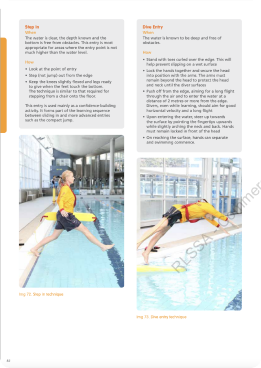 Step In
When
The water is clear, the depth known and the
bottom is free from obstacles. This entry is most
appropriate for areas where the entry point is not
much higher than the water level.
How
• Look at the point of entry
• Step (not jump) out from the edge
• Keep the knees slightly flexed and legs ready
to give when the feet touch the bottom.
The technique is similar to that required for
stepping from a chair onto the floor.
This entry is used mainly as a confidence-building
activity. It forms part of the learning sequence
between sliding in and more advanced entries
such as the compact jump.
Step in technique
Dive Entry
When
The water is known to be deep and free of
obstacles.
How
• Stand with toes curled over the edge. This will
help prevent slipping on a wet surface
• Lock the hands together and secure the head
into position with the arms. The arms must
remain beyond the head to protect the head
and neck until the diver surfaces
• Push off from the edge, aiming for a long flight
through the air and to enter the water at a
distance of 2 metres or more from the edge.
Divers, even while learning, should aim for good
horizontal velocity and a long flight
• Upon entering the water, steer up towards
the surface by pointing the fingertips upwards
while slightly arching the neck and back. Hands
must remain locked in front of the head
• On reaching the surface, hands can separate
and swimming commence.
Dive entry technique